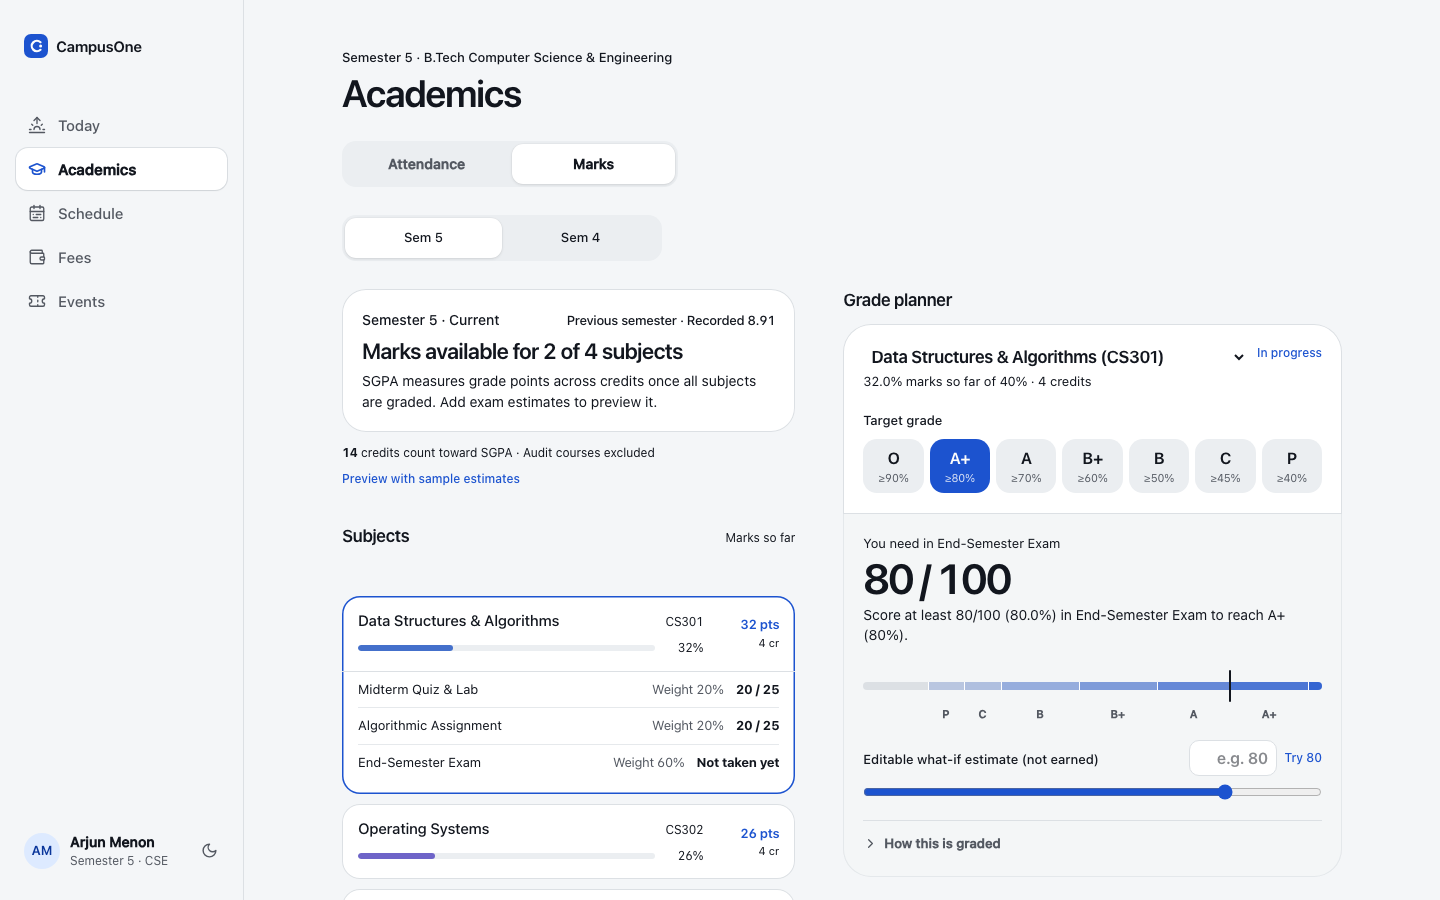 CampusOne
Today
Academics
Schedule
Fees
Events
AM
Arjun Menon
Semester 5 · CSE
Semester 5 · B.Tech Computer Science & Engineering
Academics
Attendance
Marks
Sem 5
Sem 4
Semester 5 · Current
Previous semester · Recorded 8.91
Marks available for 2 of 4 subjects
SGPA measures grade points across credits once all subjects
are graded. Add exam estimates to preview it.
14 credits count toward SGPA · Audit courses excluded
Preview with sample estimates
Subjects
Marks so far
Data Structures & Algorithms
CS301
32 pts
32%
4 cr
Midterm Quiz & Lab
Weight 20%
20 / 25
Algorithmic Assignment
Weight 20%
20 / 25
End-Semester Exam
Weight 60%
Not taken yet
Operating Systems
CS302
26 pts
26%
4 cr
Grade planner
Data Structures & Algorithms (CS301)
In progress
32.0% marks so far of 40% · 4 credits
Target grade
O
≥90%
A+
≥80%
A
≥70%
B+
≥60%
B
≥50%
C
≥45%
P
≥40%
You need in End-Semester Exam
80 / 100
Score at least 80/100 (80.0%) in End-Semester Exam to reach A+
(80%).
P
C
B
B+
A
A+
Editable what-if estimate (not earned)
e.g. 80
Try 80
How this is graded